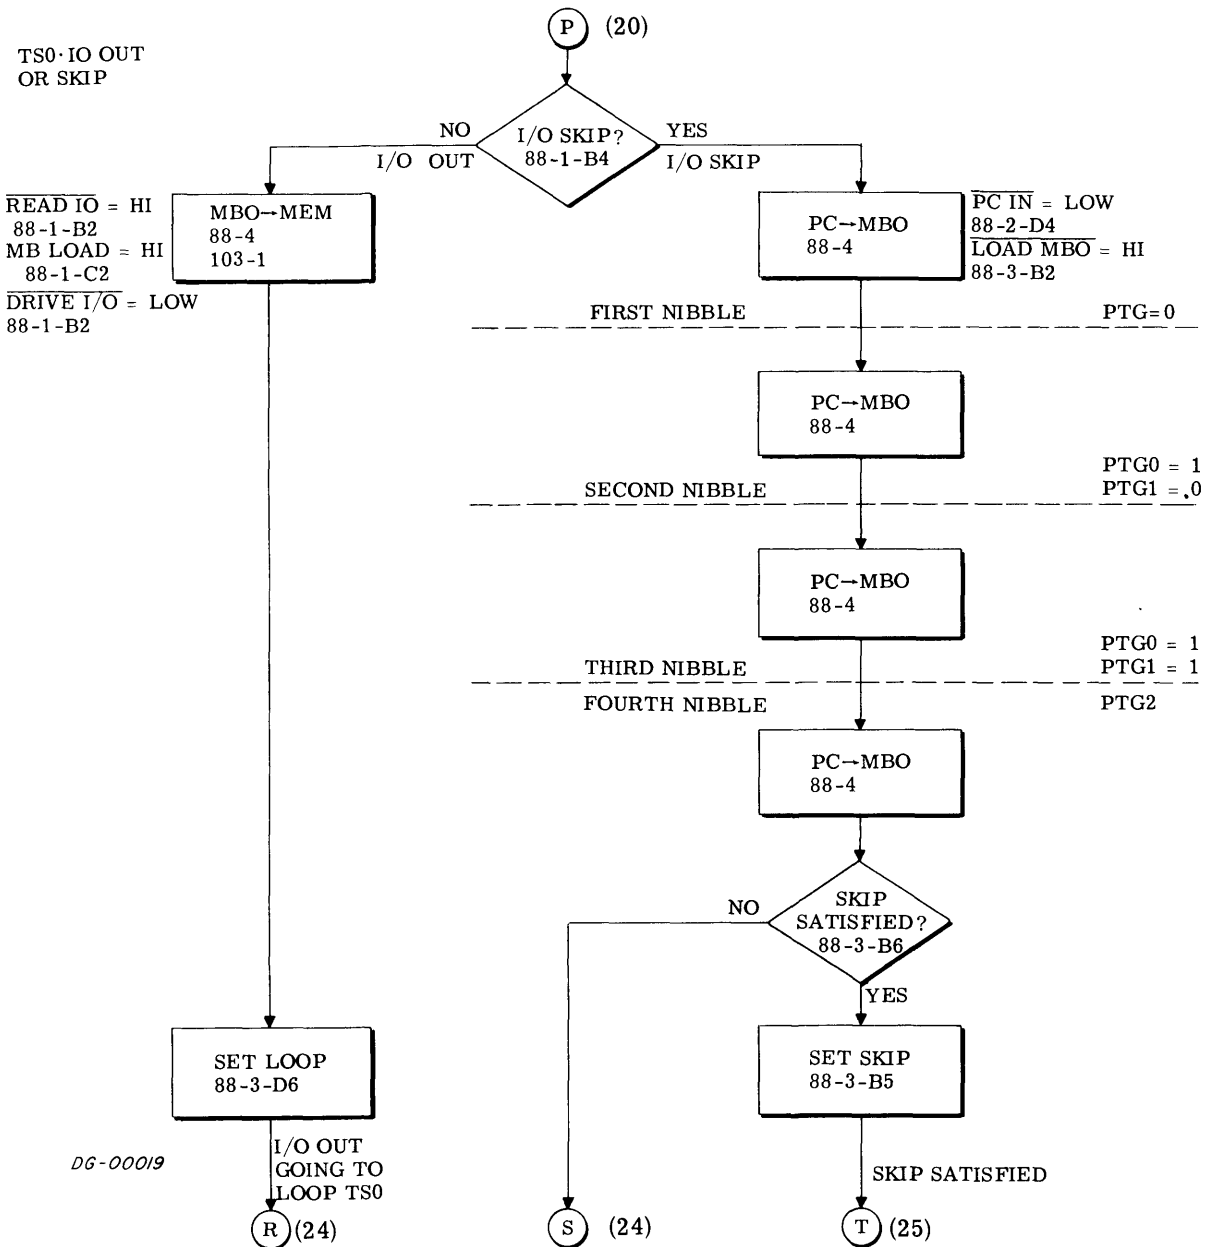 P (20)
TS0·IO OUT
OR SKIP
I/O SKIP?
88-1-B4
NO
I/O OUT
YES
I/O SKIP
READ IO = HI
88-1-B2
MB LOAD = HI
88-1-C2
DRIVE I/O = LOW
88-1-B2
MBO→MEM
88-4
103-1
PC→MBO
88-4
PC IN = LOW
88-2-D4
LOAD MBO = HI
88-3-B2
FIRST NIBBLE PTG=0
PC→MBO
88-4
PTG0 = 1
SECOND NIBBLE PTG1 = .0
PC→MBO
88-4
PTG0 = 1
THIRD NIBBLE PTG1 = 1
FOURTH NIBBLE PTG2
PC→MBO
88-4
SKIP
SATISFIED?
88-3-B6
NO
YES
SET LOOP
88-3-D6
SET SKIP
88-3-B5
I/O OUT
GOING TO
LOOP TS0
SKIP SATISFIED
DG-00019
R (24)
S (24)
T (25)